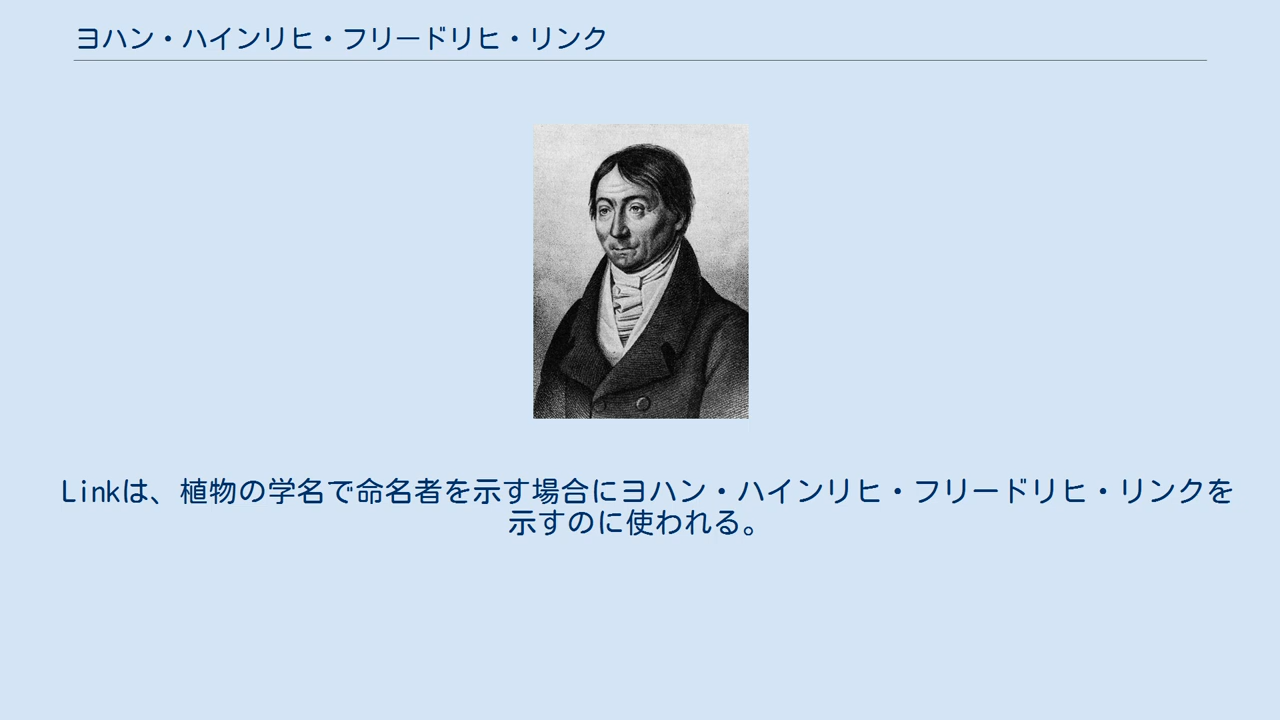 ヨハン・ハインリヒ・フリードリヒ・リンク
Linkは、植物の学名で命名者を示す場合にヨハン・ハインリヒ・フリードリヒ・リンクを
示すのに使われる。